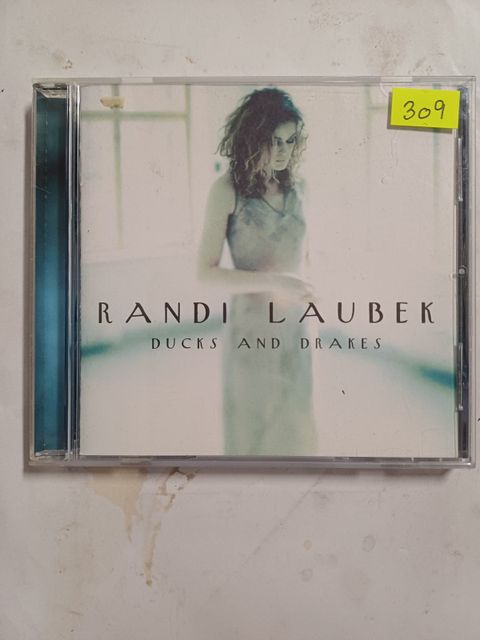 309
RANDI LAUBEK
DUCKS AND DRAKES